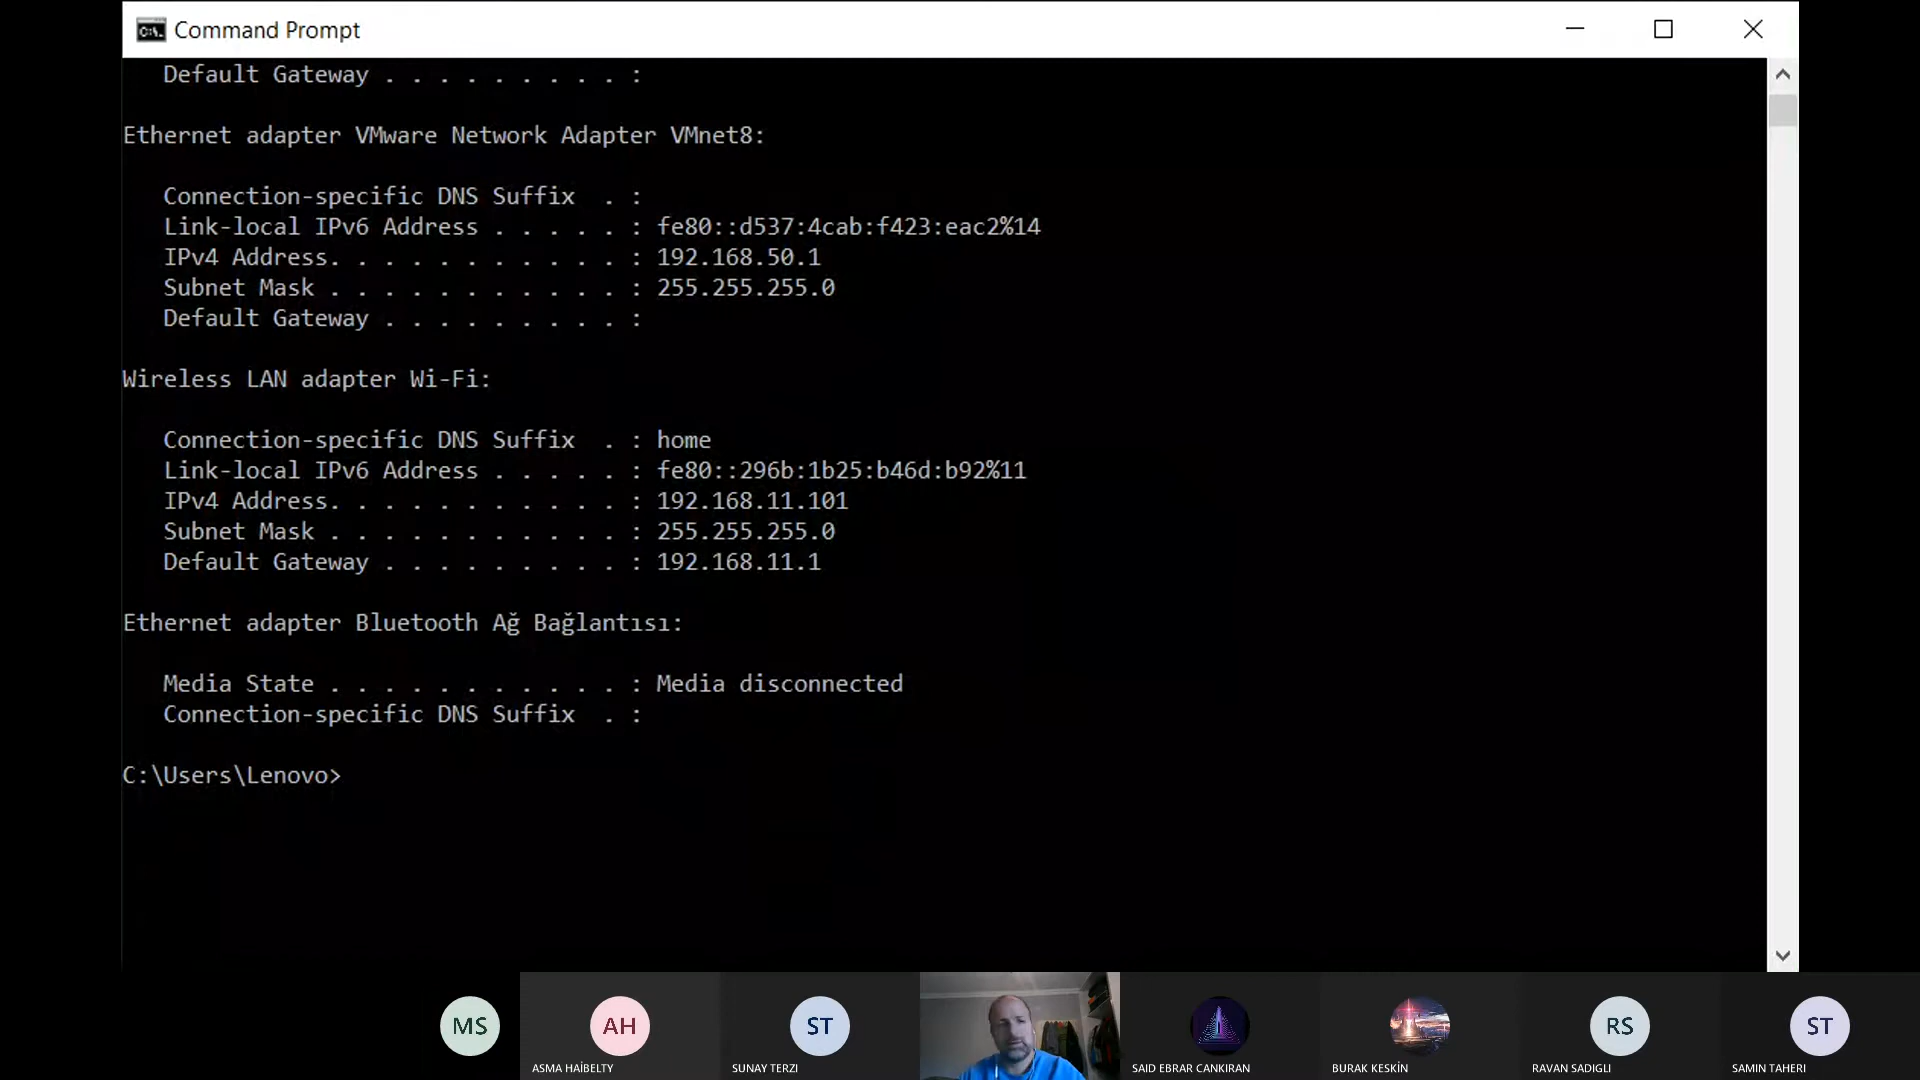 Command Prompt
Default Gateway . . . . . . . . . :
Ethernet adapter VMware Network Adapter VMnet8:
Connection-specific DNS Suffix  . :
Link-local IPv6 Address . . . . . : fe80::d537:4cab:f423:eac2%14
IPv4 Address. . . . . . . . . . . : 192.168.50.1
Subnet Mask . . . . . . . . . . . : 255.255.255.0
Default Gateway . . . . . . . . . :
Wireless LAN adapter Wi-Fi:
Connection-specific DNS Suffix  . : home
Link-local IPv6 Address . . . . . : fe80::296b:1b25:b46d:b92%11
IPv4 Address. . . . . . . . . . . : 192.168.11.101
Subnet Mask . . . . . . . . . . . : 255.255.255.0
Default Gateway . . . . . . . . . : 192.168.11.1
Ethernet adapter Bluetooth Ağ Bağlantısı:
Media State . . . . . . . . . . . : Media disconnected
Connection-specific DNS Suffix  . :
C:\Users\Lenovo>
MS AH ST RS ST
ASMA HAİBELTY SUNAY TERZI SAID EBRAR CANKIRAN BURAK KESKİN RAVAN SADIGLI SAMIN TAHERI